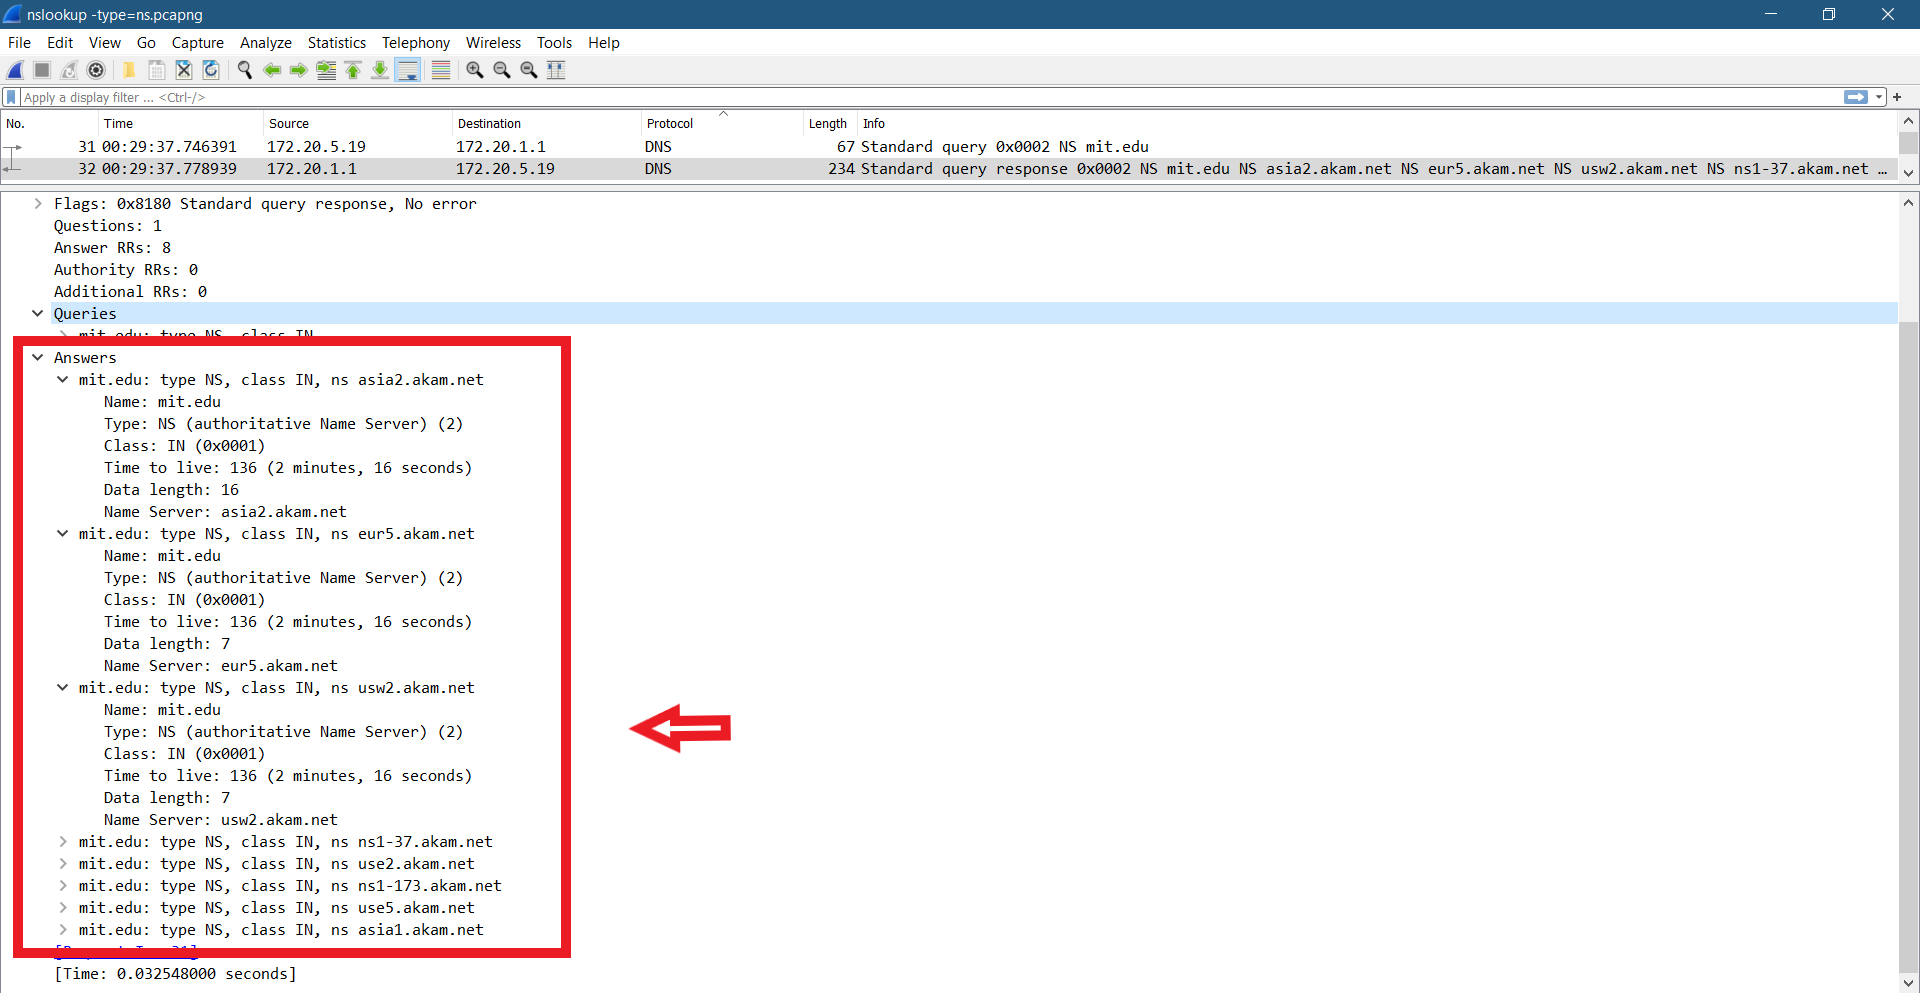 nslookup -type=ns.pcapng
File Edit View Go Capture Analyze Statistics Telephony Wireless Tools Help
Apply a display filter ... <Ctrl-/>
No. Time Source Destination Protocol Length Info
31 00:29:37.746391 172.20.5.19 172.20.1.1 DNS 67 Standard query 0x0002 NS mit.edu
32 00:29:37.778939 172.20.1.1 172.20.5.19 DNS 234 Standard query response 0x0002 NS mit.edu NS asia2.akam.net NS eur5.akam.net NS usw2.akam.net NS ns1-37.akam.net …
Flags: 0x8180 Standard query response, No error
Questions: 1
Answer RRs: 8
Authority RRs: 0
Additional RRs: 0
Queries
mit.edu: type NS, class IN
Answers
mit.edu: type NS, class IN, ns asia2.akam.net
Name: mit.edu
Type: NS (authoritative Name Server) (2)
Class: IN (0x0001)
Time to live: 136 (2 minutes, 16 seconds)
Data length: 16
Name Server: asia2.akam.net
mit.edu: type NS, class IN, ns eur5.akam.net
Name: mit.edu
Type: NS (authoritative Name Server) (2)
Class: IN (0x0001)
Time to live: 136 (2 minutes, 16 seconds)
Data length: 7
Name Server: eur5.akam.net
mit.edu: type NS, class IN, ns usw2.akam.net
Name: mit.edu
Type: NS (authoritative Name Server) (2)
Class: IN (0x0001)
Time to live: 136 (2 minutes, 16 seconds)
Data length: 7
Name Server: usw2.akam.net
mit.edu: type NS, class IN, ns ns1-37.akam.net
mit.edu: type NS, class IN, ns use2.akam.net
mit.edu: type NS, class IN, ns ns1-173.akam.net
mit.edu: type NS, class IN, ns use5.akam.net
mit.edu: type NS, class IN, ns asia1.akam.net
[Time: 0.032548000 seconds]